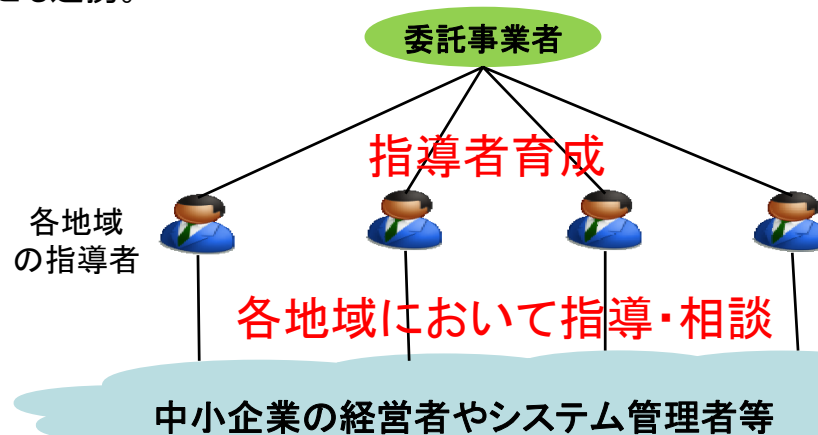 委託事業者
指導者育成
各地域
の指導者
各地域において指導・相談
中小企業の経営者やシステム管理者等